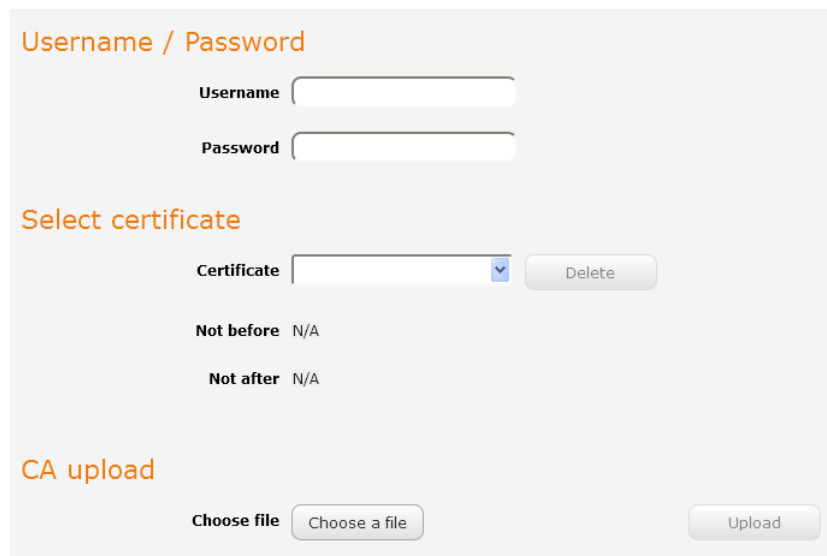 Username / Password
Username
Password
Select certificate
Certificate Delete
Not before N/A
Not after N/A
CA upload
Choose file Choose a file Upload